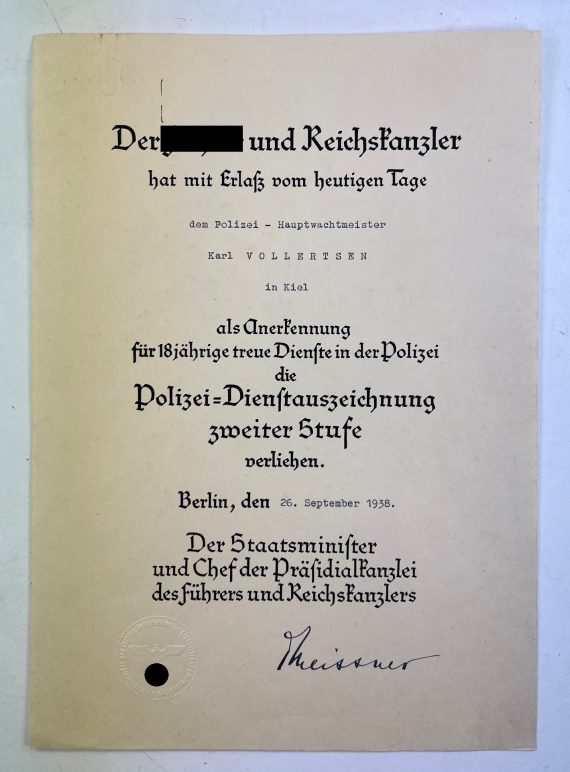 Der und Reichskanzler
hat mit Erlaß vom heutigen Tage
dem Polizei - Hauptwachtmeister
Karl VOLLERTSEN
in Kiel
als Anerkennung
für 18jährige treue Dienste in der Polizei
die
Polizei=Dienstauszeichnung
zweiter Stufe
verliehen.
Berlin, den 26. September 1938.
Der Staatsminister
und Chef der Präsidialkanzlei
des Führers und Reichskanzlers
Meissner